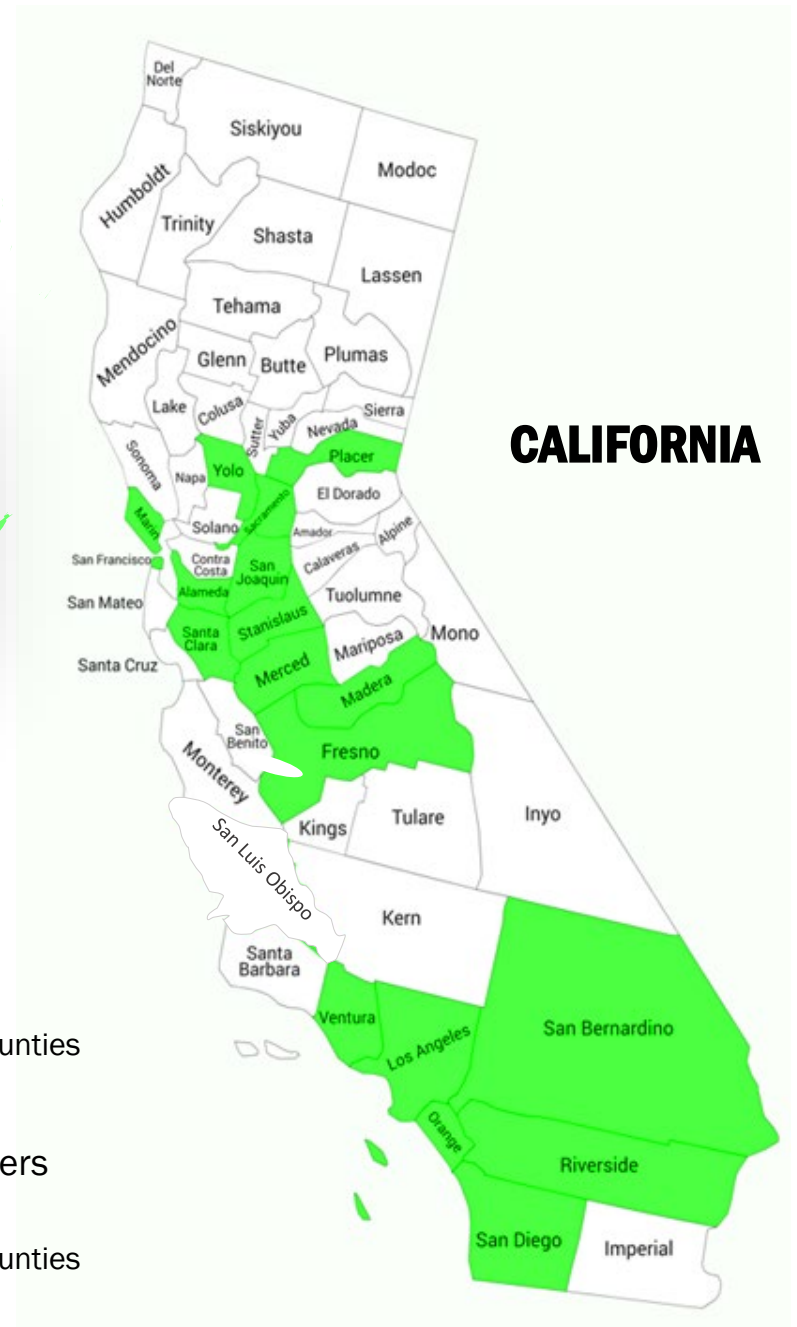 Del
Norte
Siskiyou
Modoc
Humboldt
Trinity
Shasta
Lassen
Tehama
Mendocino
Glenn
Butte
Plumas
Lake
Colusa
Sutter
Yuba
Nevada
Sierra
CALIFORNIA
Sonoma
Napa
Yolo
Placer
Sacramento
El Dorado
Marin
Solano
Amador
Alpine
San Francisco
Contra
Costa
San
Joaquin
Calaveras
Alameda
Tuolumne
San Mateo
Santa
Clara
Stanislaus
Mariposa
Mono
Santa Cruz
Merced
Madera
San
Benito
Fresno
Monterey
Kings
Tulare
Inyo
San Luis Obispo
Kern
Santa
Barbara
Ventura
Los Angeles
San Bernardino
unties
Orange
ers
Riverside
San Diego
Imperial
unties